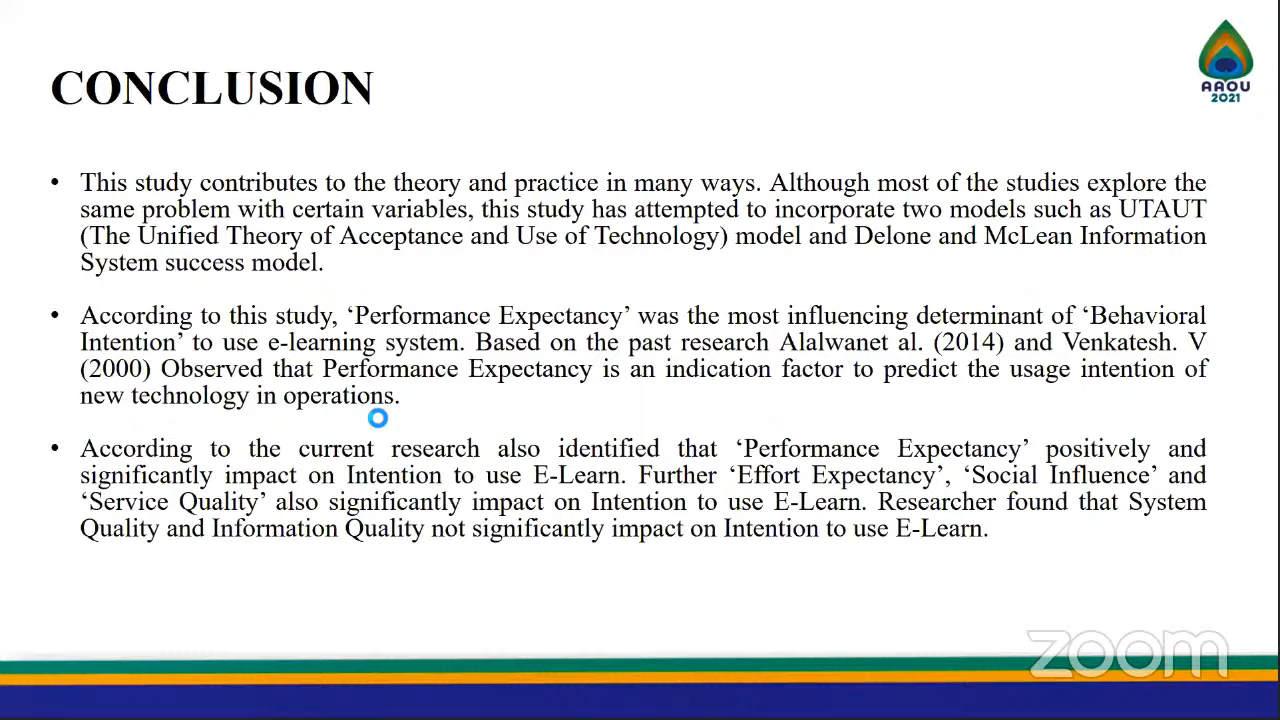 CONCLUSION
AAOU
2021
• This study contributes to the theory and practice in many ways. Although most of the studies explore the
same problem with certain variables, this study has attempted to incorporate two models such as UTAUT
(The Unified Theory of Acceptance and Use of Technology) model and Delone and McLean Information
System success model.
• According to this study, ‘Performance Expectancy’ was the most influencing determinant of ‘Behavioral
Intention’ to use e-learning system. Based on the past research Alalwanet al. (2014) and Venkatesh. V
(2000) Observed that Performance Expectancy is an indication factor to predict the usage intention of
new technology in operations.
• According to the current research also identified that ‘Performance Expectancy’ positively and
significantly impact on Intention to use E-Learn. Further ‘Effort Expectancy’, ‘Social Influence’ and
‘Service Quality’ also significantly impact on Intention to use E-Learn. Researcher found that System
Quality and Information Quality not significantly impact on Intention to use E-Learn.
zoom